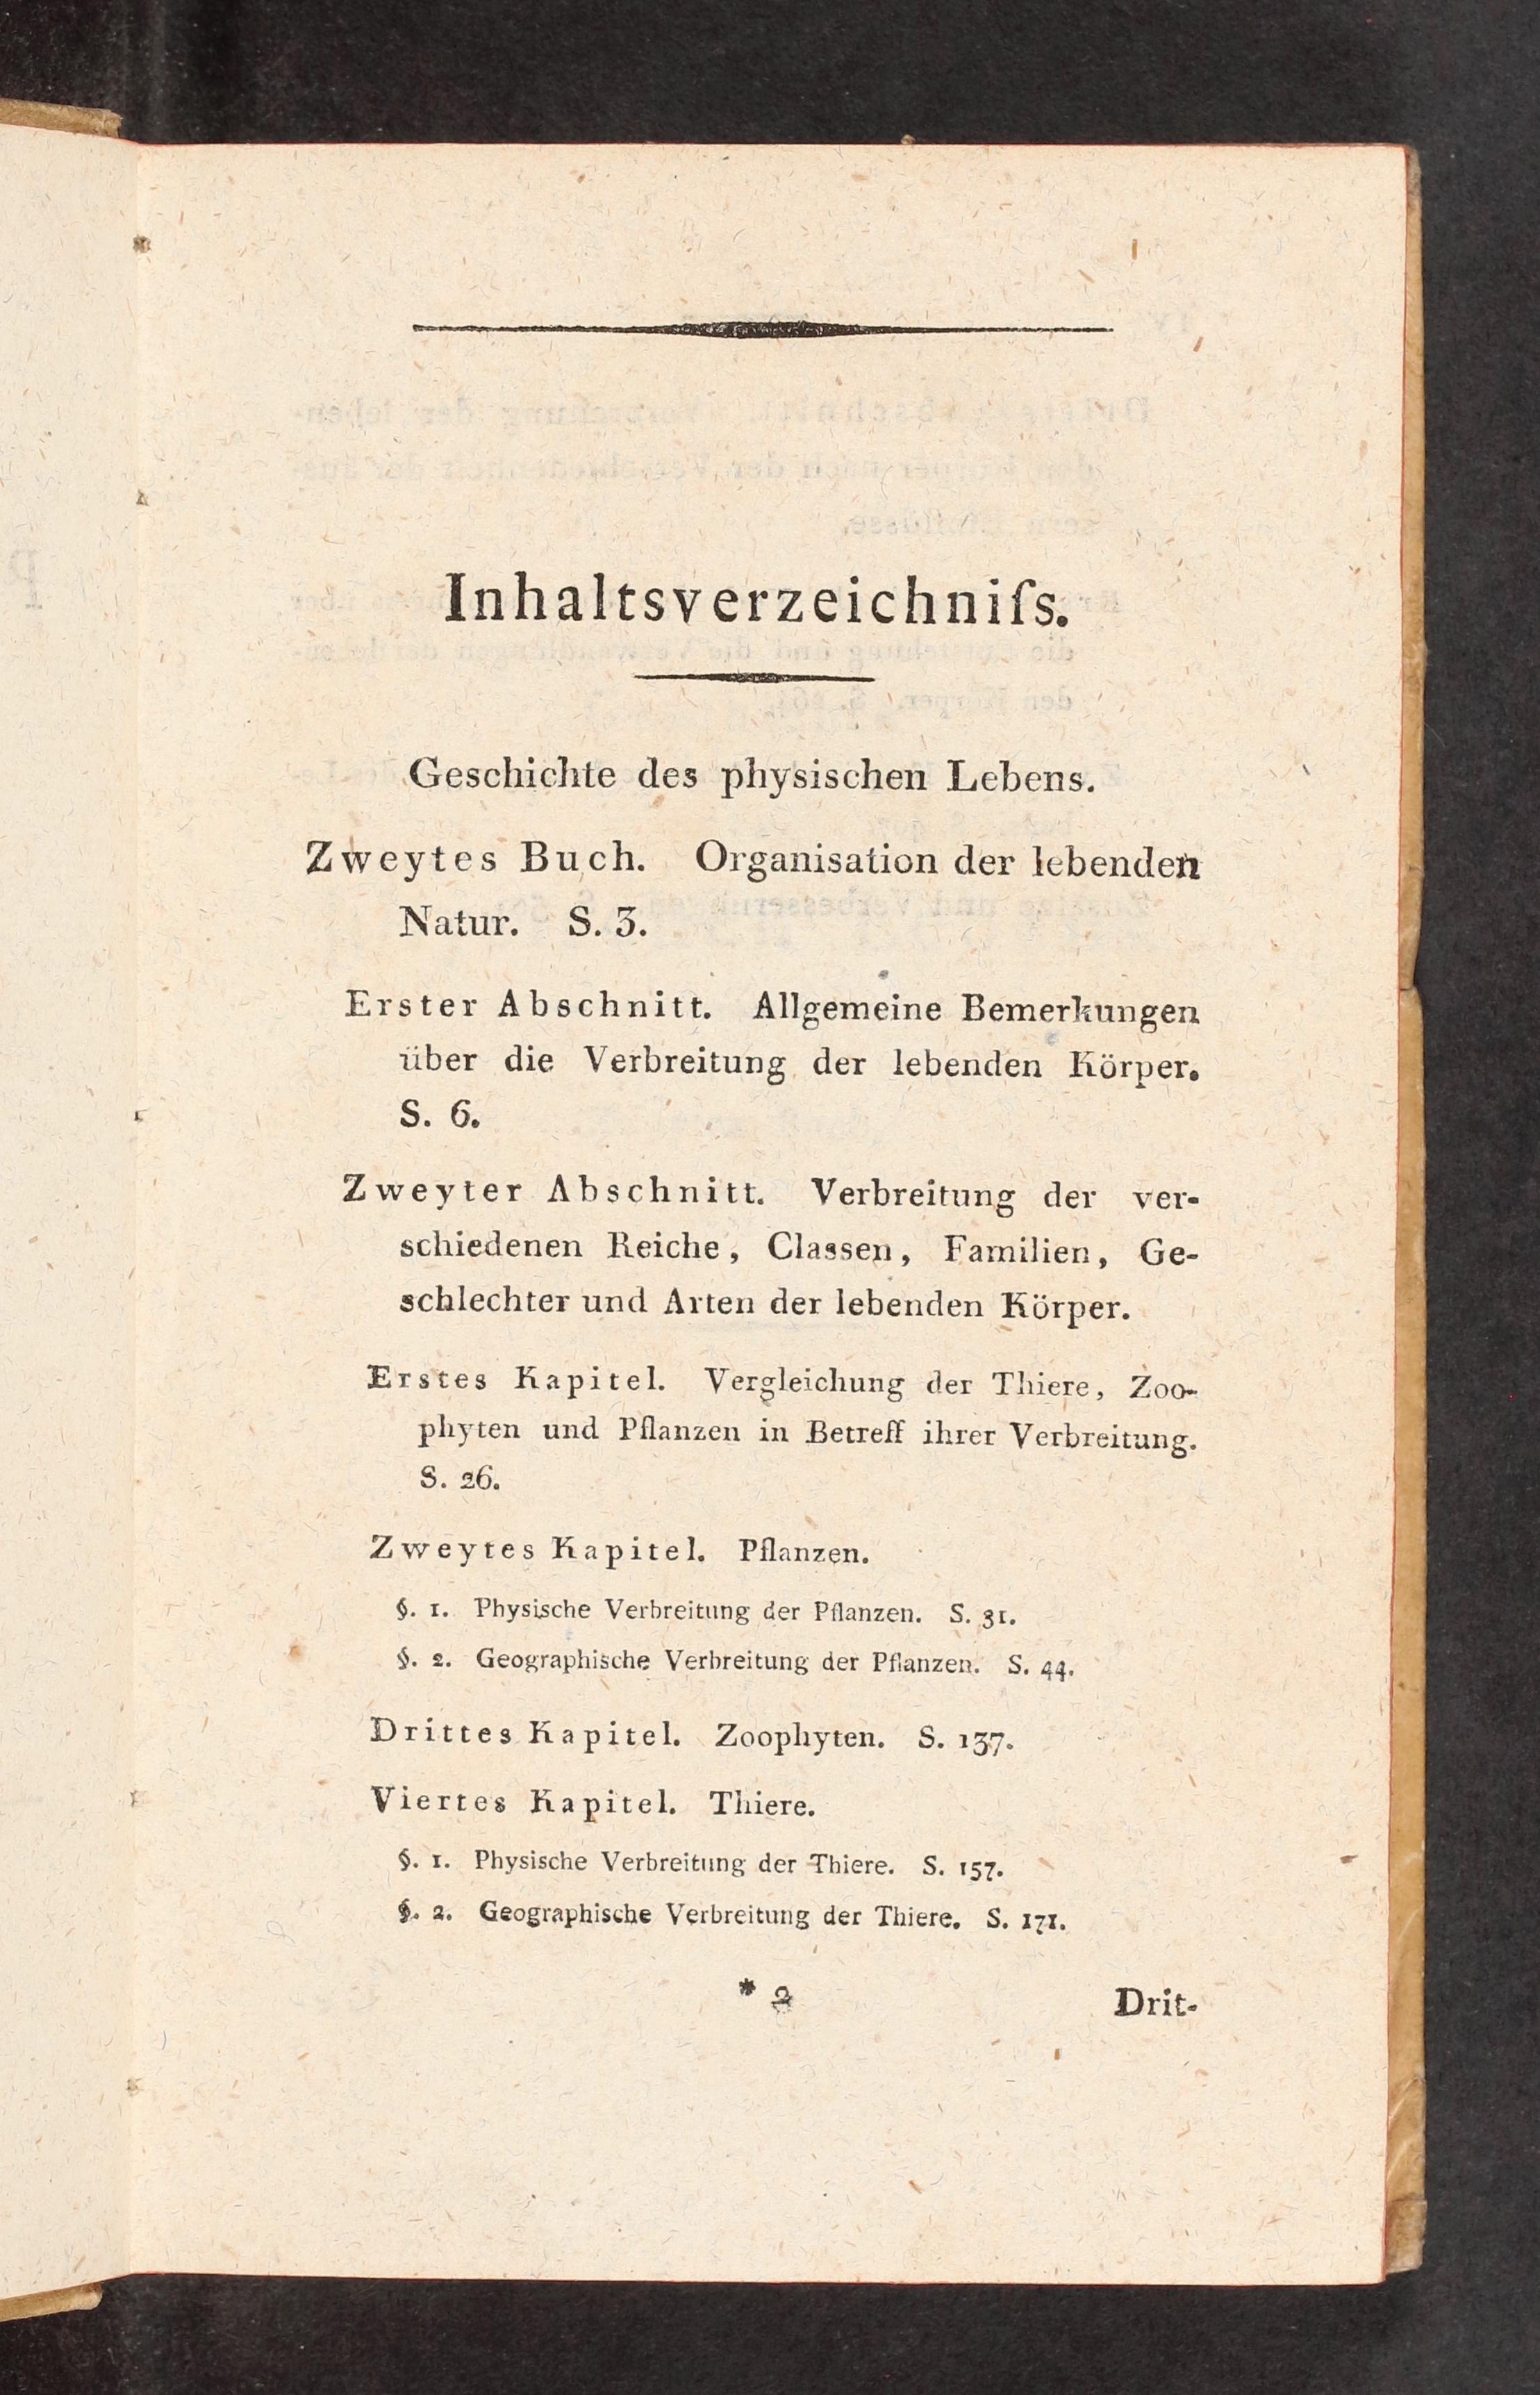 Inhaltsverzeichniſs.
Geschichte des physischen Lebens.
Zweytes Buch. Organisation der lebenden
Natur. S. 3.
Erster Abschnitt. Allgemeine Bemerkungen
über die Verbreitung der lebenden Körper.
S. 6.
Zweyter Abschnitt. Verbreitung der ver-
schiedenen Reiche, Classen, Familien, Ge-
schlechter und Arten der lebenden Körper.
Erstes Kapitel. Vergleichung der Thiere, Zoo-
phyten und Pflanzen in Betreff ihrer Verbreitung.
S. 26.
Zweytes Kapitel. Pflanzen.
§. 1. Physische Verbreitung der Pflanzen. S. 31.
§. 2. Geographische Verbreitung der Pflanzen. S. 44.
Drittes Kapitel. Zoophyten. S. 137.
Viertes Kapitel. Thiere.
§. 1. Physische Verbreitung der Thiere. S. 157.
§. 2. Geographische Verbreitung der Thiere. S. 171.
* 2 Drit-